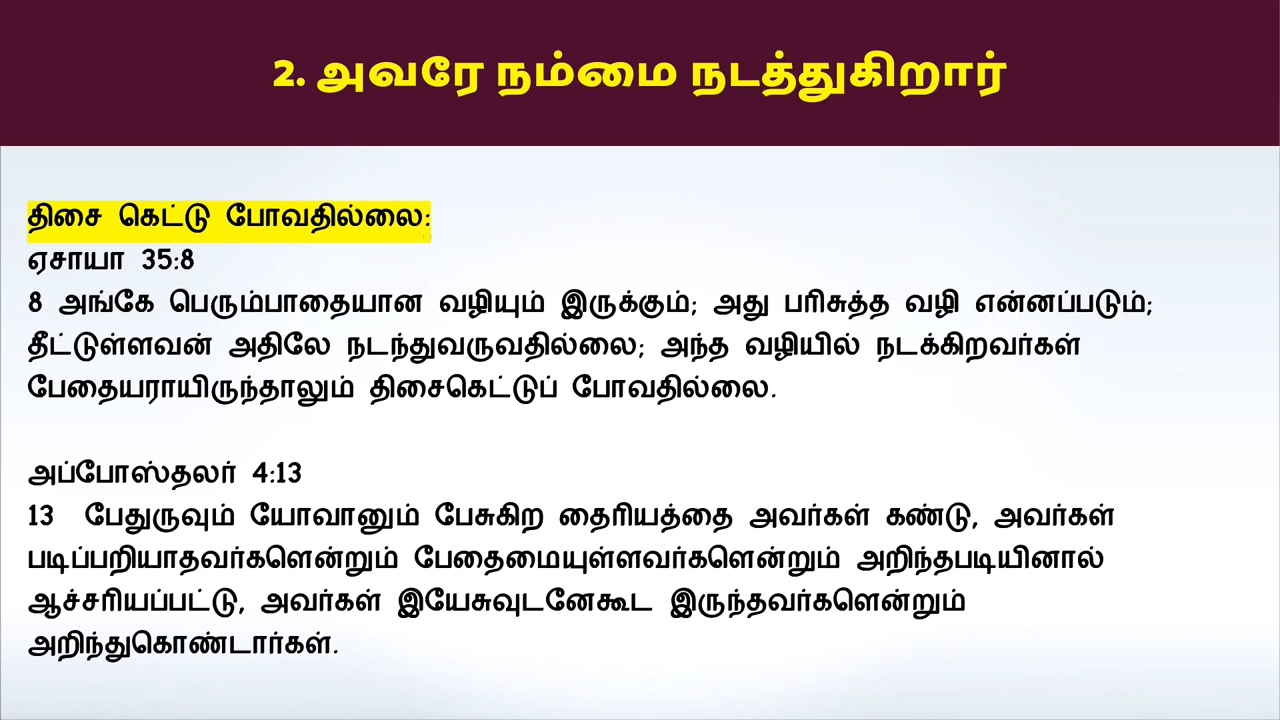 2. அவரே நம்மை நடத்துகிறார்
திசை கெட்டு போவதில்லை:
ஏசாயா 35:8
8 அங்கே பெரும்பாதையான வழியும் இருக்கும்; அது பரிசுத்த வழி என்னப்படும்;
தீட்டுள்ளவன் அதிலே நடந்துவருவதில்லை; அந்த வழியில் நடக்கிறவர்கள்
பேதையராயிருந்தாலும் திசைகெட்டுப் போவதில்லை.
அப்போஸ்தலர் 4:13
13 பேதுருவும் யோவானும் பேசுகிற தைரியத்தை அவர்கள் கண்டு, அவர்கள்
படிப்பறியாதவர்களென்றும் பேதைமையுள்ளவர்களென்றும் அறிந்தபடியினால்
ஆச்சரியப்பட்டு, அவர்கள் இயேசுவுடனேகூட இருந்தவர்களென்றும்
அறிந்துகொண்டார்கள்.